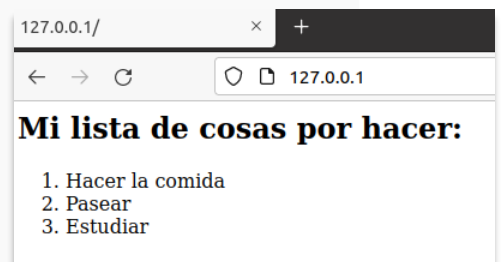 127.0.0.1/
127.0.0.1
Mi lista de cosas por hacer:
1. Hacer la comida
2. Pasear
3. Estudiar